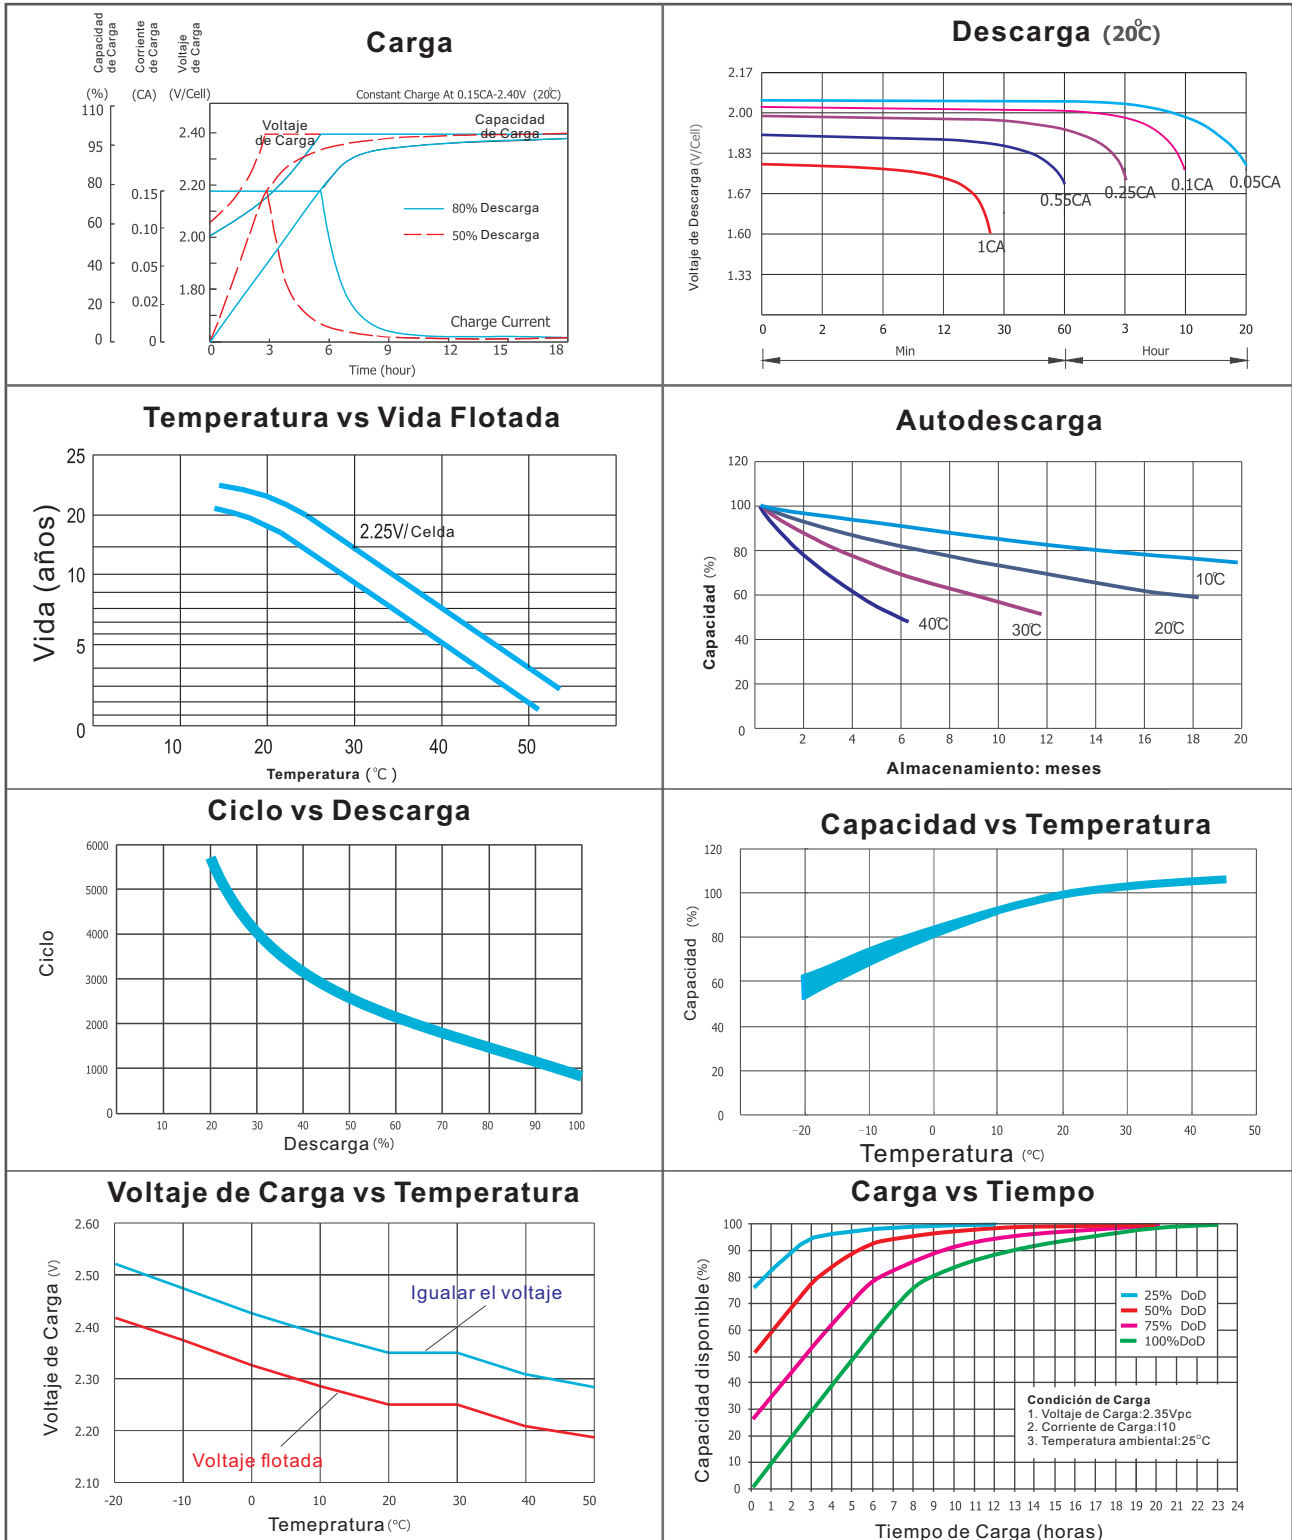 Carga
Capacidad
de Carga
Corriente
de Carga
Voltaje
de Carga
(%) (CA) (V/Cell)
Constant Charge At 0.15CA-2.40V (20℃)
110
95
80
60
40
20
0
0.15
0.10
0.05
0.02
0
2.40
2.20
2.00
1.80
Voltaje
de Carga
Capacidad
de Carga
80% Descarga
50% Descarga
Charge Current
0 3 6 9 12 15 18
Time (hour)
Descarga (20℃)
Voltaje de Descarga(V/Cell)
2.17
2.00
1.83
1.67
1.60
1.33
1CA
0.55CA
0.25CA
0.1CA
0.05CA
0 2 6 12 30 60 3 10 20
Min Hour
Temperatura vs Vida Flotada
Vida (años)
25
20
10
5
0
2.25V/Celda
10 20 30 40 50
Temperatura (℃)
Autodescarga
Capacidad (%)
120
100
80
60
40
20
0
10℃
20℃
30℃
40℃
2 4 6 8 10 12 14 16 18 20
Almacenamiento: meses
Ciclo vs Descarga
Ciclo
6000
5000
4000
3000
2000
1000
0
10 20 30 40 50 60 70 80 90 100
Descarga (%)
Capacidad vs Temperatura
Capacidad (%)
120
100
80
60
40
20
0
-20 -10 0 10 20 30 40 50
Temperatura (°C)
Voltaje de Carga vs Temperatura
Voltaje de Carga (V)
2.60
2.50
2.40
2.30
2.20
2.10
Igualar el voltaje
Voltaje flotada
-20 -10 0 10 20 30 40 50
Temepratura (°C)
Carga vs Tiempo
Capacidad disponible (%)
100
90
80
70
60
50
40
30
20
10
0
25% DoD
50% DoD
75% DoD
100%DoD
Condición de Carga
1. Voltaje de Carga:2.35Vpc
2. Corriente de Carga:I10
3. Temperatura ambiental:25°C
0 1 2 3 4 5 6 7 8 9 10 11 12 13 14 15 16 17 18 19 20 21 22 23 24
Tiempo de Carga (horas)